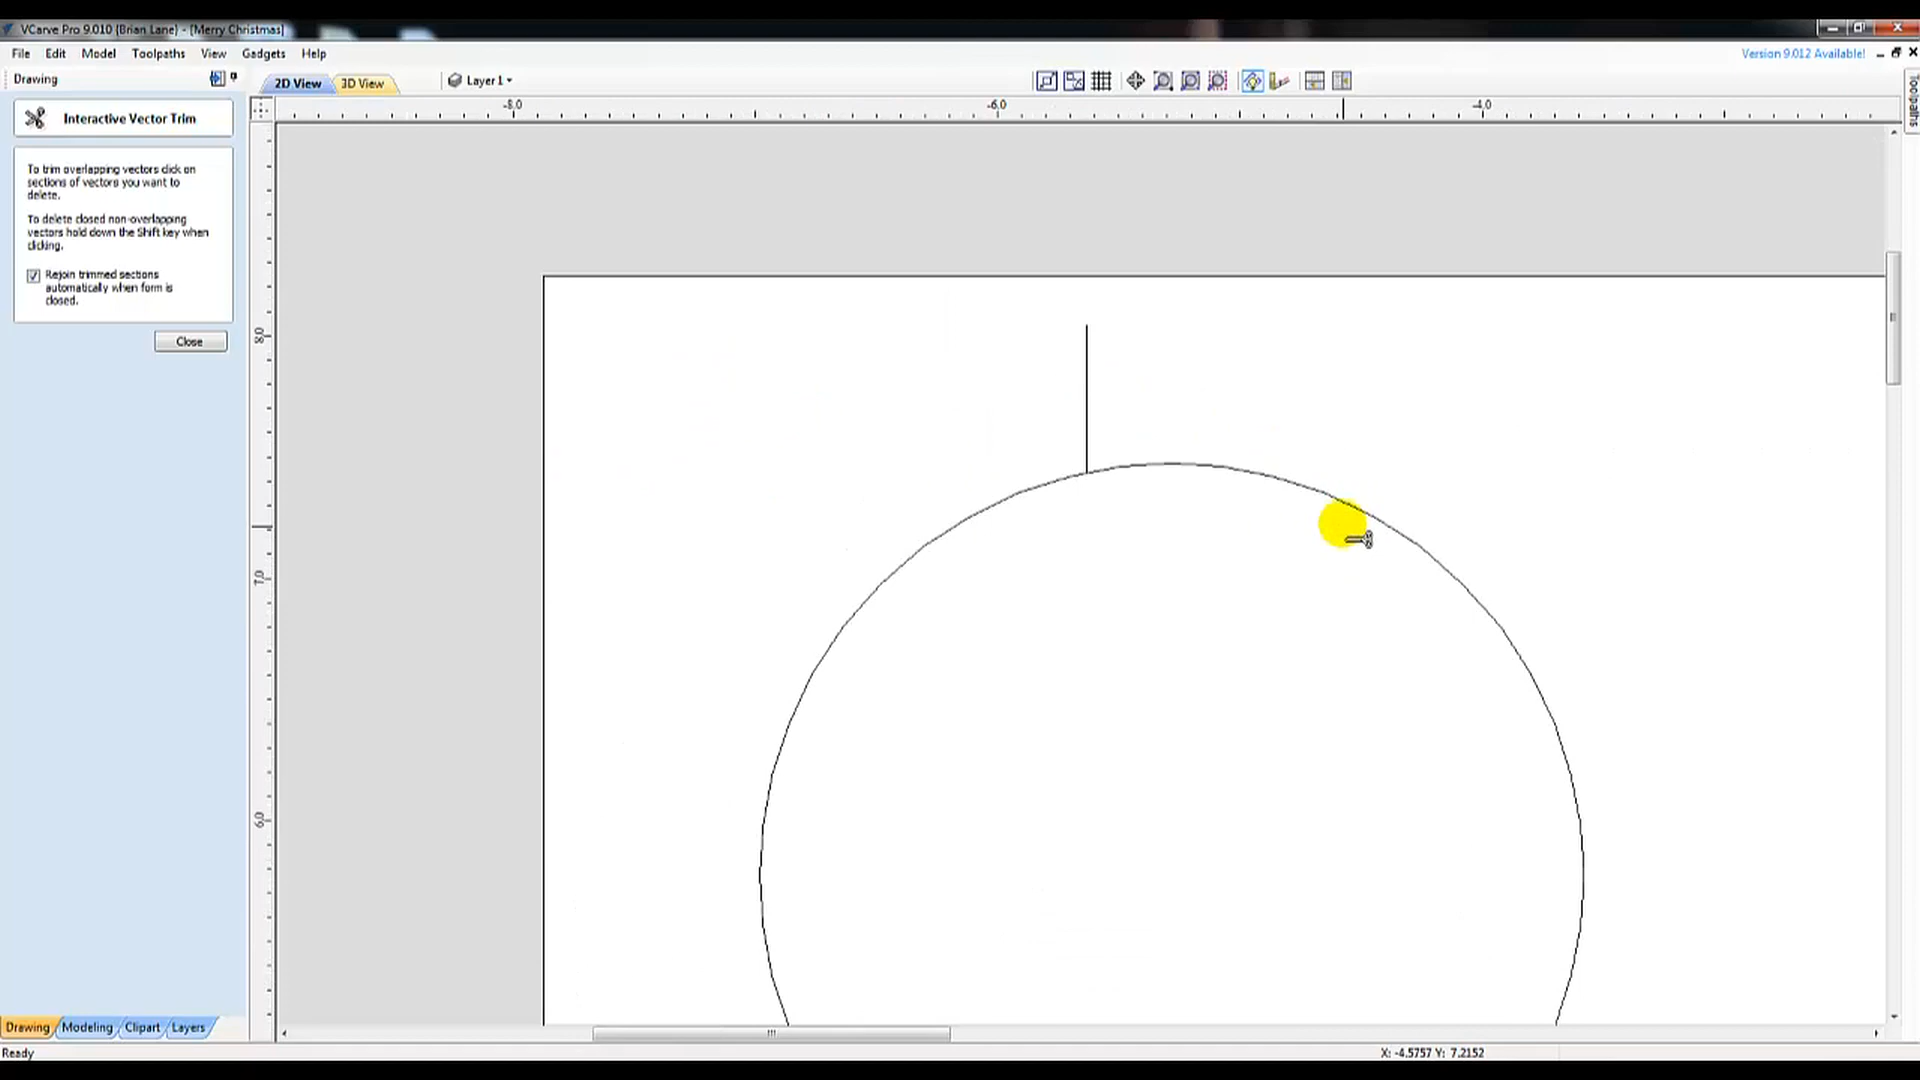 VCarve Pro 9.010 {Brian Lane} - [Merry Christmas]
File Edit Model Toolpaths View Gadgets Help
Version 9.012 Available!
Drawing
2D View 3D View Layer 1
Toolpaths
-8.0 -6.0 -4.0
Interactive Vector Trim
To trim overlapping vectors click on
sections of vectors you want to
delete.
To delete closed non-overlapping
vectors hold down the Shift key when
clicking.
Rejoin trimmed sections
automatically when form is
closed.
Close
8.0
7.0
6.0
Drawing Modeling Clipart Layers
Ready
X: -4.5757 Y: 7.2152